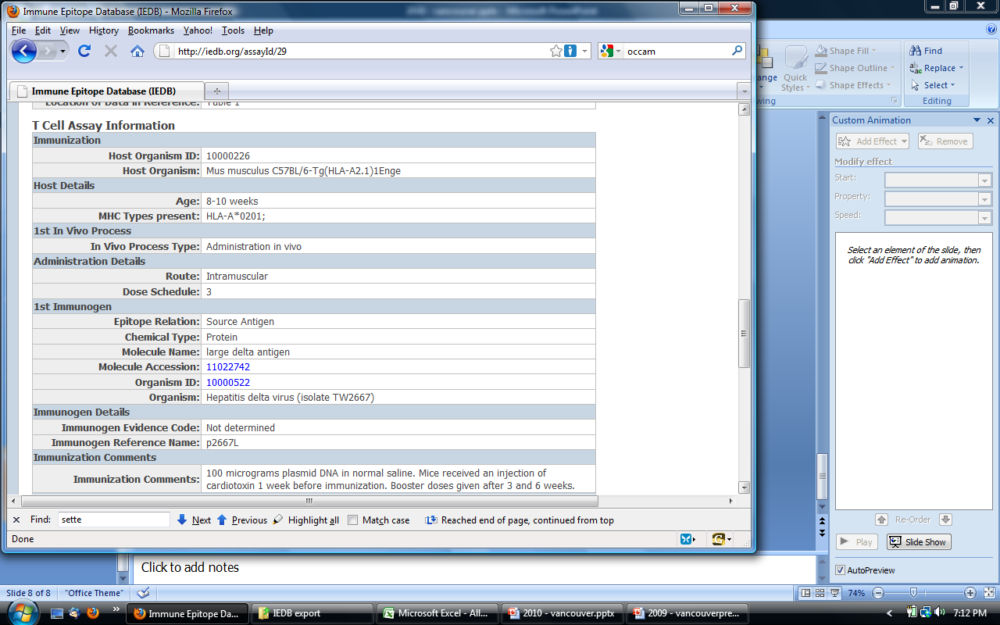 Immune Epitope Database (IEDB) - Mozilla Firefox
File Edit View History Bookmarks Yahoo! Tools Help
http://iedb.org/assayId/29
occam
Immune Epitope Database (IEDB)
Location of Data in Reference: Table 1
T Cell Assay Information
Immunization
Host Organism ID: 10000226
Host Organism: Mus musculus C57BL/6-Tg(HLA-A2.1)1Enge
Host Details
Age: 8-10 weeks
MHC Types present: HLA-A*0201;
1st In Vivo Process
In Vivo Process Type: Administration in vivo
Administration Details
Route: Intramuscular
Dose Schedule: 3
1st Immunogen
Epitope Relation: Source Antigen
Chemical Type: Protein
Molecule Name: large delta antigen
Molecule Accession: 11022742
Organism ID: 10000522
Organism: Hepatitis delta virus (isolate TW2667)
Immunogen Details
Immunogen Evidence Code: Not determined
Immunogen Reference Name: p2667L
Immunization Comments
Immunization Comments: 100 micrograms plasmid DNA in normal saline. Mice received an injection of
cardiotoxin 1 week before immunization. Booster doses given after 3 and 6 weeks.
Find: sette Next Previous Highlight all Match case Reached end of page, continued from top
Done
ange
Quick
Styles
Shape Fill
Shape Outline
Shape Effects
wing
Find
Replace
Select
Editing
Custom Animation
Add Effect Remove
Modify effect
Start:
Property:
Speed:
Select an element of the slide, then
click "Add Effect" to add animation.
Re-Order
Play Slide Show
AutoPreview
Click to add notes
Slide 8 of 8 "Office Theme" 74%
Immune Epitope Da... IEDB export Microsoft Excel - All... 2010 - vancouver.pptx 2009 - vancouverpre... 7:12 PM